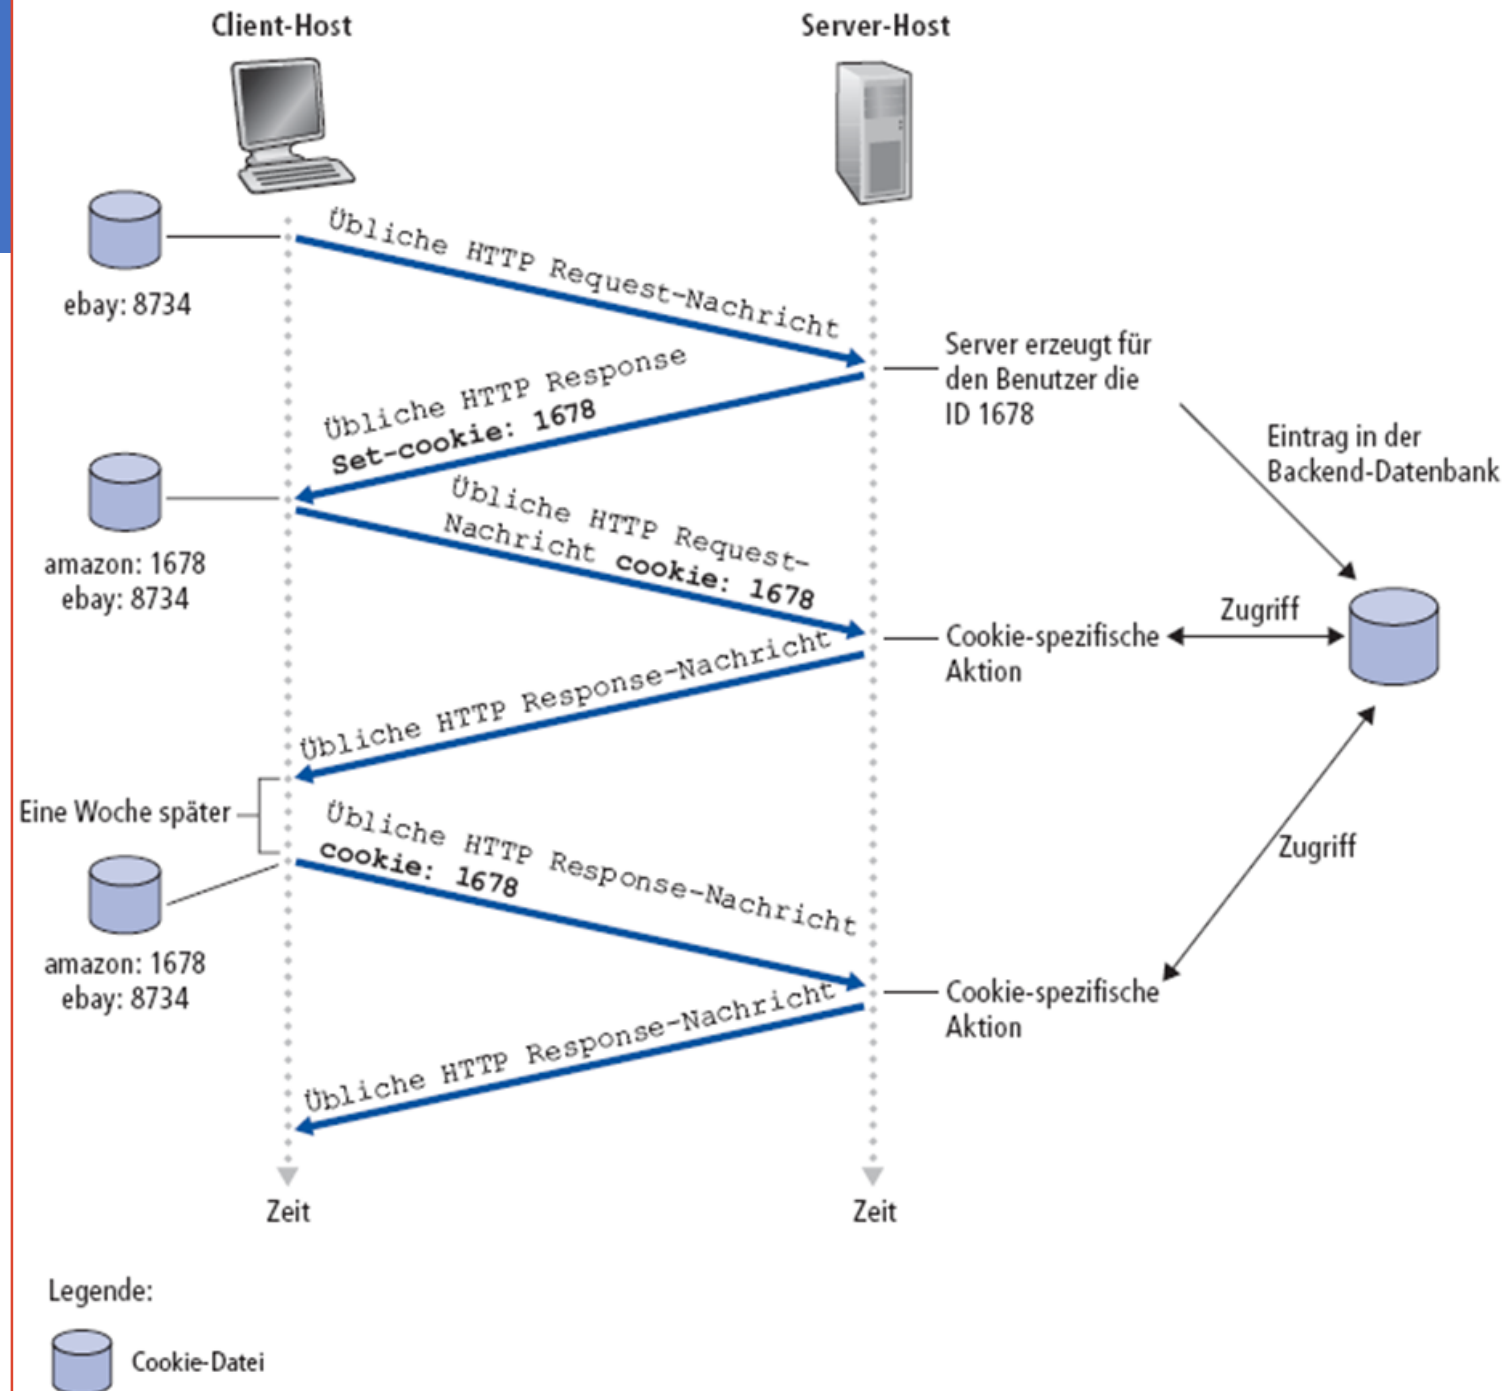 Client-Host
Server-Host
ebay: 8734
Übliche HTTP Request-Nachricht
Server erzeugt für
den Benutzer die
ID 1678
Übliche HTTP Response
Set-cookie: 1678
Eintrag in der
Backend-Datenbank
amazon: 1678
ebay: 8734
Übliche HTTP Request-
Nachricht cookie: 1678
Cookie-spezifische
Aktion
Zugriff
Übliche HTTP Response-Nachricht
Eine Woche später
Übliche HTTP Response-Nachricht
cookie: 1678
Zugriff
amazon: 1678
ebay: 8734
Cookie-spezifische
Aktion
Übliche HTTP Response-Nachricht
Zeit
Zeit
Legende:
Cookie-Datei